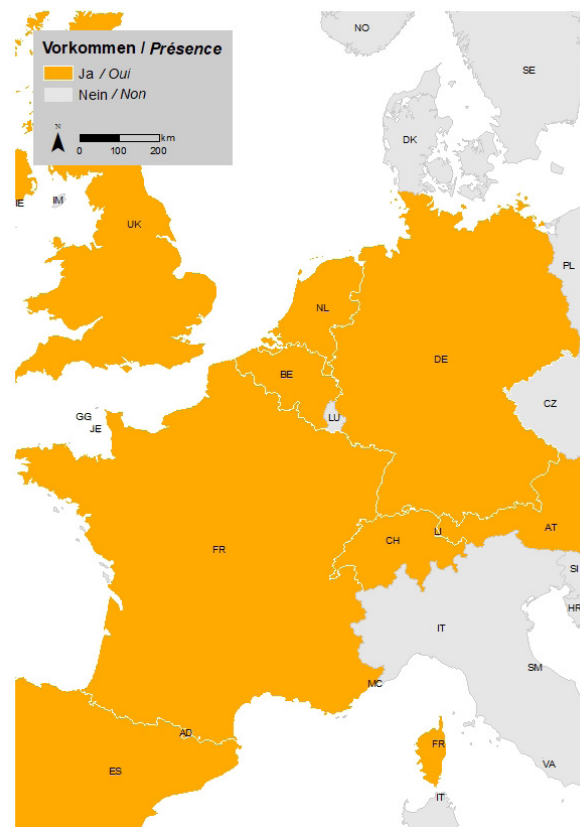 NO
Vorkommen / Présence
SE
Ja / Oui
Nein / Non
N
km
0 100 200
DK
IE
IM
UK
PL
NL
DE
BE
CZ
GG
LU
JE
AT
LI
CH
FR
SI
HR
IT
SM
MC
AD
FR
VA
ES
IT